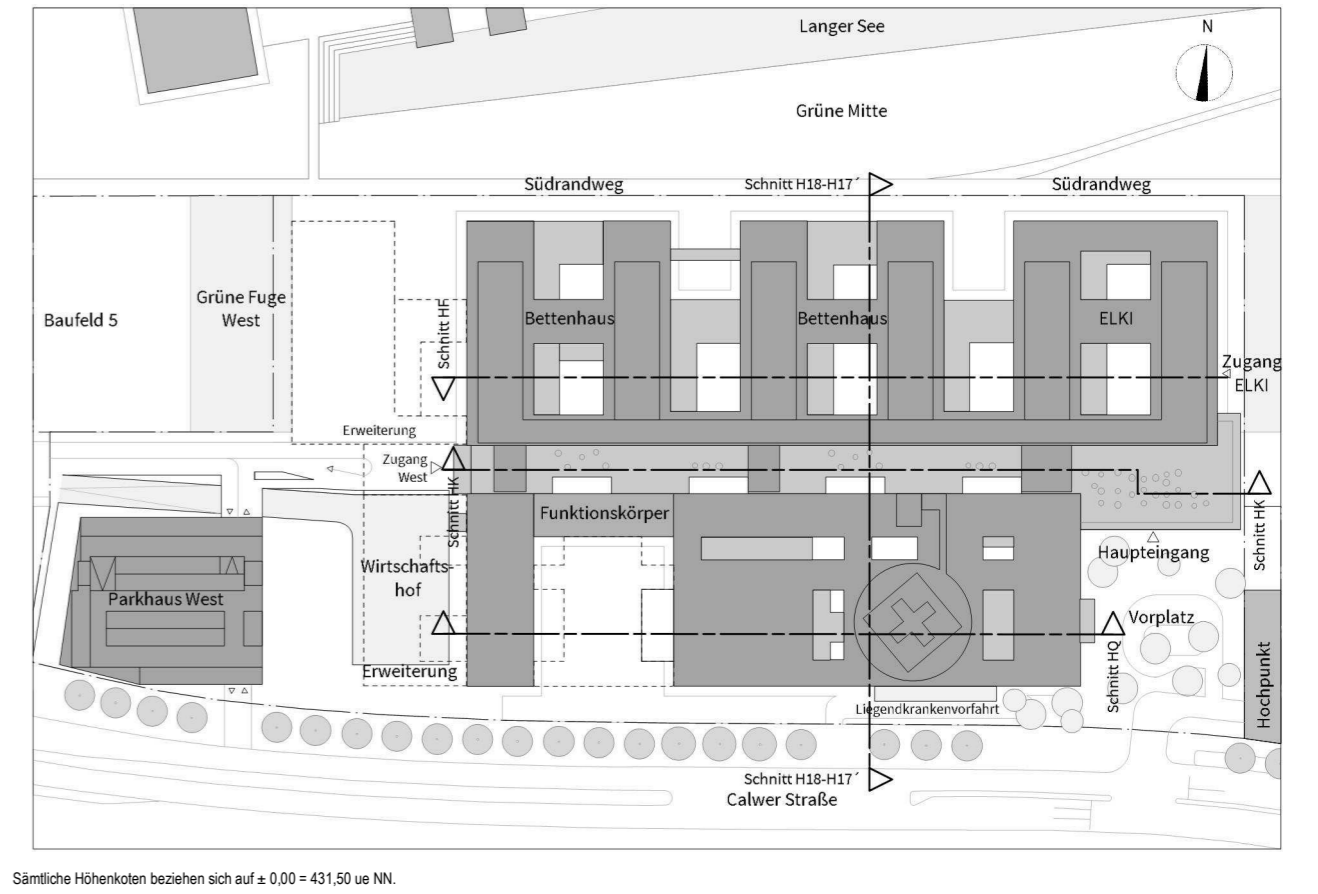 Langer See
N
Grüne Mitte
Südrandweg
Schnitt H18-H17´
Südrandweg
Grüne Fuge
West
Baufeld 5
Schnitt HF
Bettenhaus
Bettenhaus
ELKI
Zugang
ELKI
Erweiterung
Zugang
West
Schnitt HK
Schnitt HK
Funktionskörper
Haupteingang
Wirtschafts-
hof
Parkhaus West
Vorplatz
Erweiterung
Schnitt HQ
Hochpunkt
Liegendkrankenvorfahrt
Schnitt H18-H17´
Calwer Straße
Sämtliche Höhenkoten beziehen sich auf ± 0,00 = 431,50 ue NN.